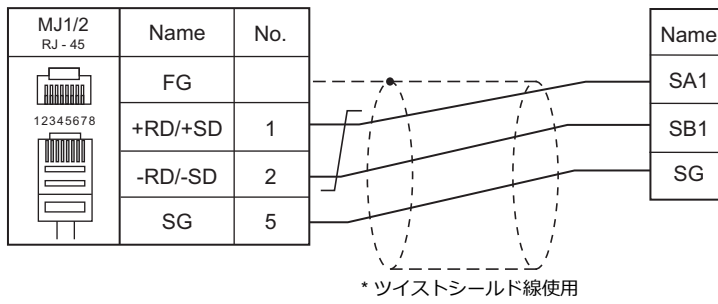 MJ1/2
RJ - 45
Name
No.
Name
FG
SA1
12345678
+RD/+SD
1
SB1
-RD/-SD
2
SG
SG
5
* ツイストシールド線使用